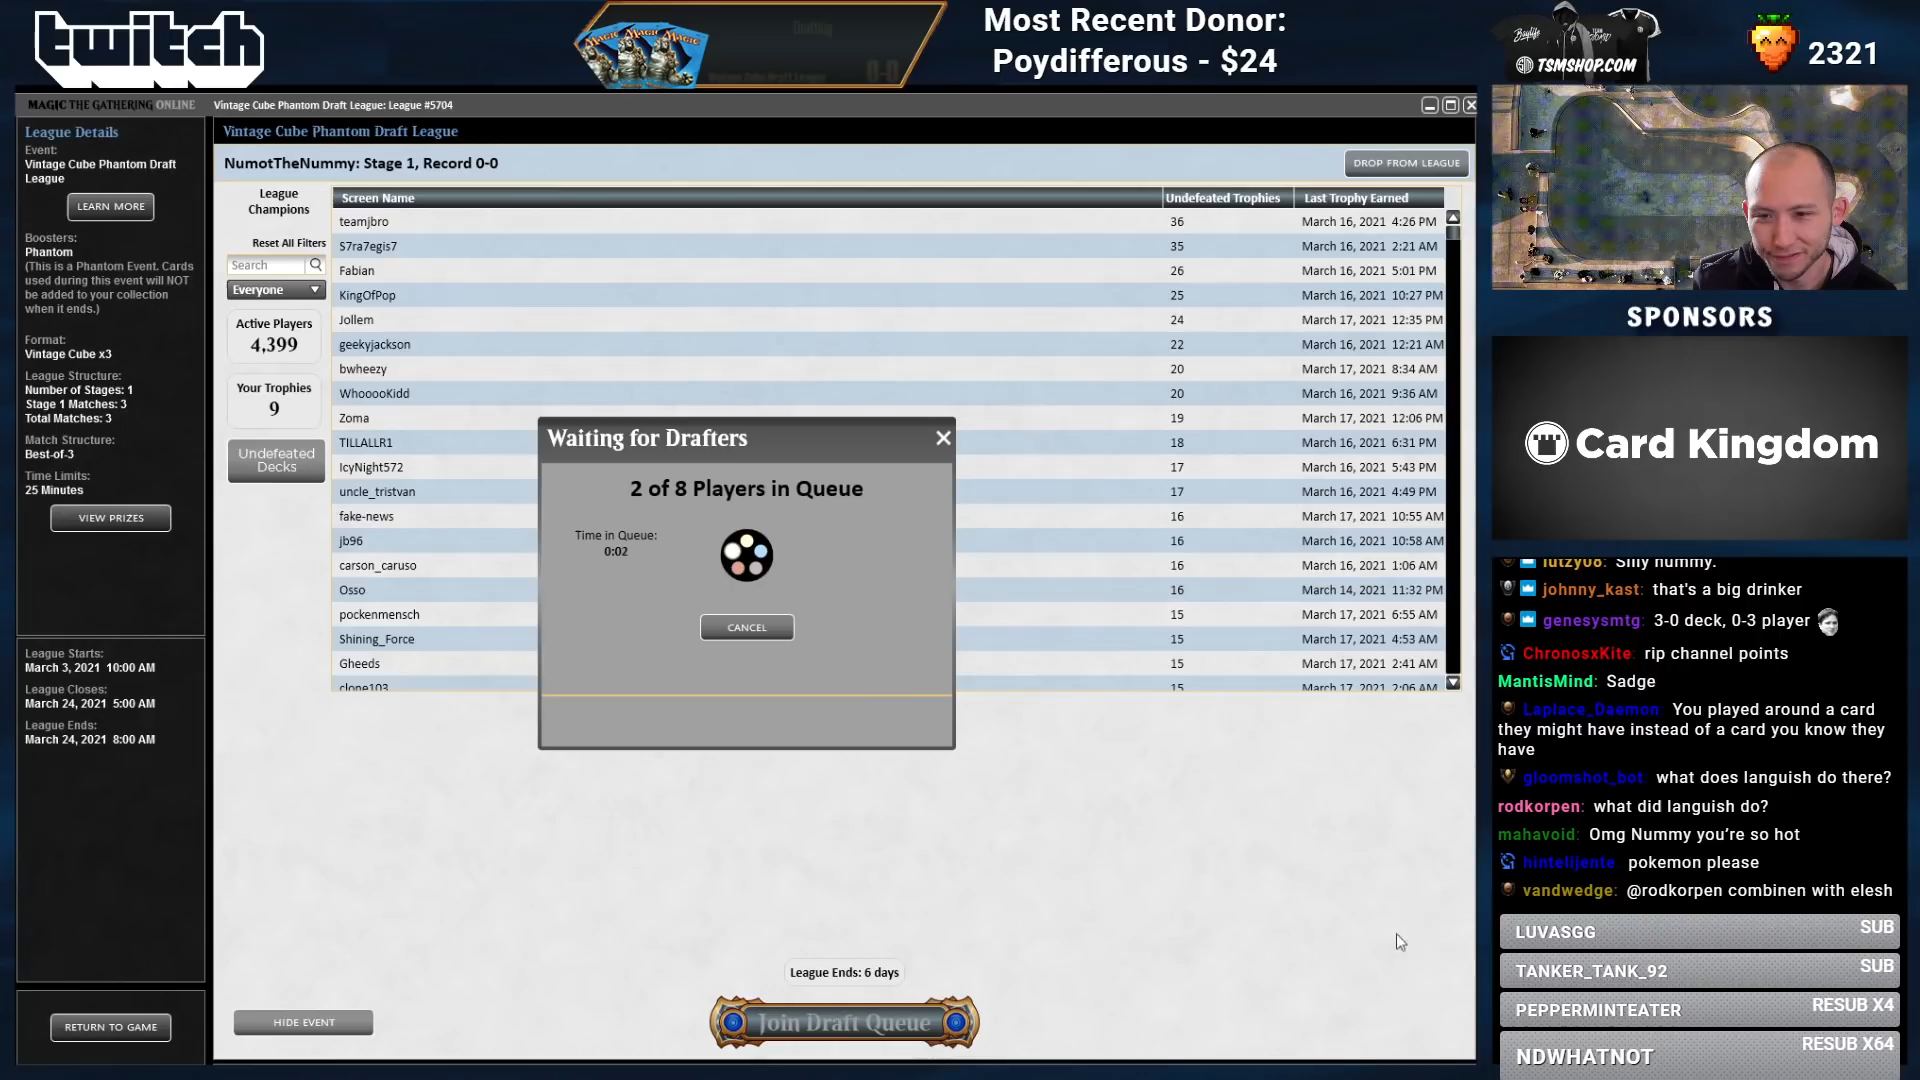 twitch
Most Recent Donor:
Poydifferous - $24
TSMSHOP.COM
2321
MAGIC THE GATHERING ONLINE
Vintage Cube Phantom Draft League: League #5704
League Details
Event:
Vintage Cube Phantom Draft
League
LEARN MORE
Boosters:
Phantom
(This is a Phantom Event. Cards
used during this event will NOT
be added to your collection
when it ends.)
Format:
Vintage Cube x3
League Structure:
Number of Stages: 1
Stage 1 Matches: 3
Total Matches: 3
Match Structure:
Best-of-3
Time Limits:
25 Minutes
VIEW PRIZES
League Starts:
March 3, 2021 10:00 AM
League Closes:
March 24, 2021 5:00 AM
League Ends:
March 24, 2021 8:00 AM
RETURN TO GAME
Vintage Cube Phantom Draft League
NumotTheNummy: Stage 1, Record 0-0
DROP FROM LEAGUE
League
Champions
Reset All Filters
Search
Everyone
Active Players
4,399
Your Trophies
9
Undefeated
Decks
Screen Name Undefeated Trophies Last Trophy Earned
teamjbro 36 March 16, 2021 4:26 PM
S7ra7egis7 35 March 16, 2021 2:21 AM
Fabian 26 March 16, 2021 5:01 PM
KingOfPop 25 March 16, 2021 10:27 PM
Jollem 24 March 17, 2021 12:35 PM
geekyjackson 22 March 16, 2021 12:21 AM
bwheezy 20 March 17, 2021 8:34 AM
WhooooKidd 20 March 16, 2021 9:36 AM
Zoma 19 March 17, 2021 12:06 PM
TILLALLR1 18 March 16, 2021 6:31 PM
IcyNight572 17 March 16, 2021 5:43 PM
uncle_tristvan 17 March 16, 2021 4:49 PM
fake-news 16 March 17, 2021 10:55 AM
jb96 16 March 16, 2021 10:58 AM
carson_caruso 16 March 16, 2021 1:06 AM
Osso 16 March 14, 2021 11:32 PM
pockenmensch 15 March 17, 2021 6:55 AM
Shining_Force 15 March 17, 2021 4:53 AM
Gheeds 15 March 17, 2021 2:41 AM
clone103 15 March 17, 2021 2:06 AM
Waiting for Drafters
2 of 8 Players in Queue
Time in Queue:
0:02
CANCEL
League Ends: 6 days
HIDE EVENT
Join Draft Queue
SPONSORS
Card Kingdom
lutzy08: Silly nummy.
johnny_kast: that's a big drinker
genesysmtg: 3-0 deck, 0-3 player
ChronosxKite: rip channel points
MantisMind: Sadge
Laplace_Daemon: You played around a card
they might have instead of a card you know they
have
gloomshot_bot: what does languish do there?
rodkorpen: what did languish do?
mahavoid: Omg Nummy you're so hot
hintelijente: pokemon please
vandwedge: @rodkorpen combinen with elesh
LUVASGG SUB
TANKER_TANK_92 SUB
PEPPERMINTEATER RESUB X4
NDWHATNOT RESUB X64